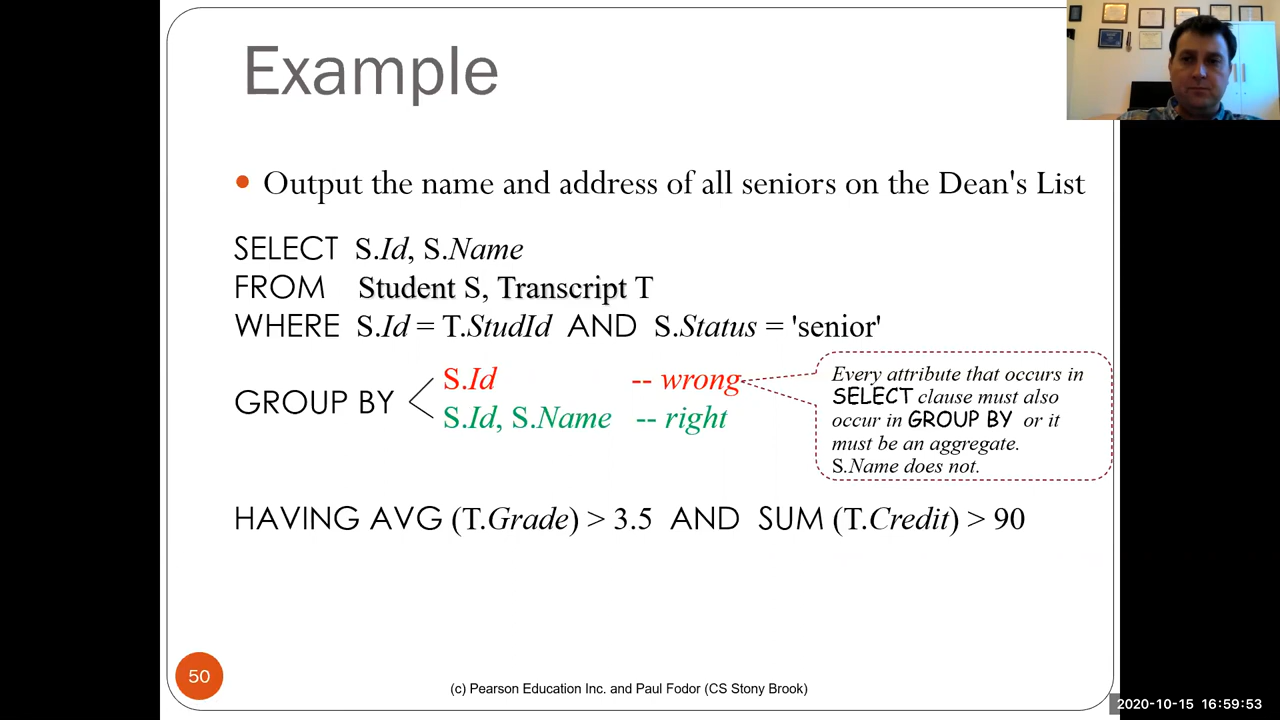 Example
Output the name and address of all seniors on the Dean's List
SELECT S.Id, S.Name
FROM Student S, Transcript T
WHERE S.Id = T.StudId AND S.Status = 'senior'
GROUP BY
S.Id -- wrong
S.Id, S.Name -- right
Every attribute that occurs in
SELECT clause must also
occur in GROUP BY or it
must be an aggregate.
S.Name does not.
HAVING AVG (T.Grade) > 3.5 AND SUM (T.Credit) > 90
50
(c) Pearson Education Inc. and Paul Fodor (CS Stony Brook)
2020-10-15 16:59:53